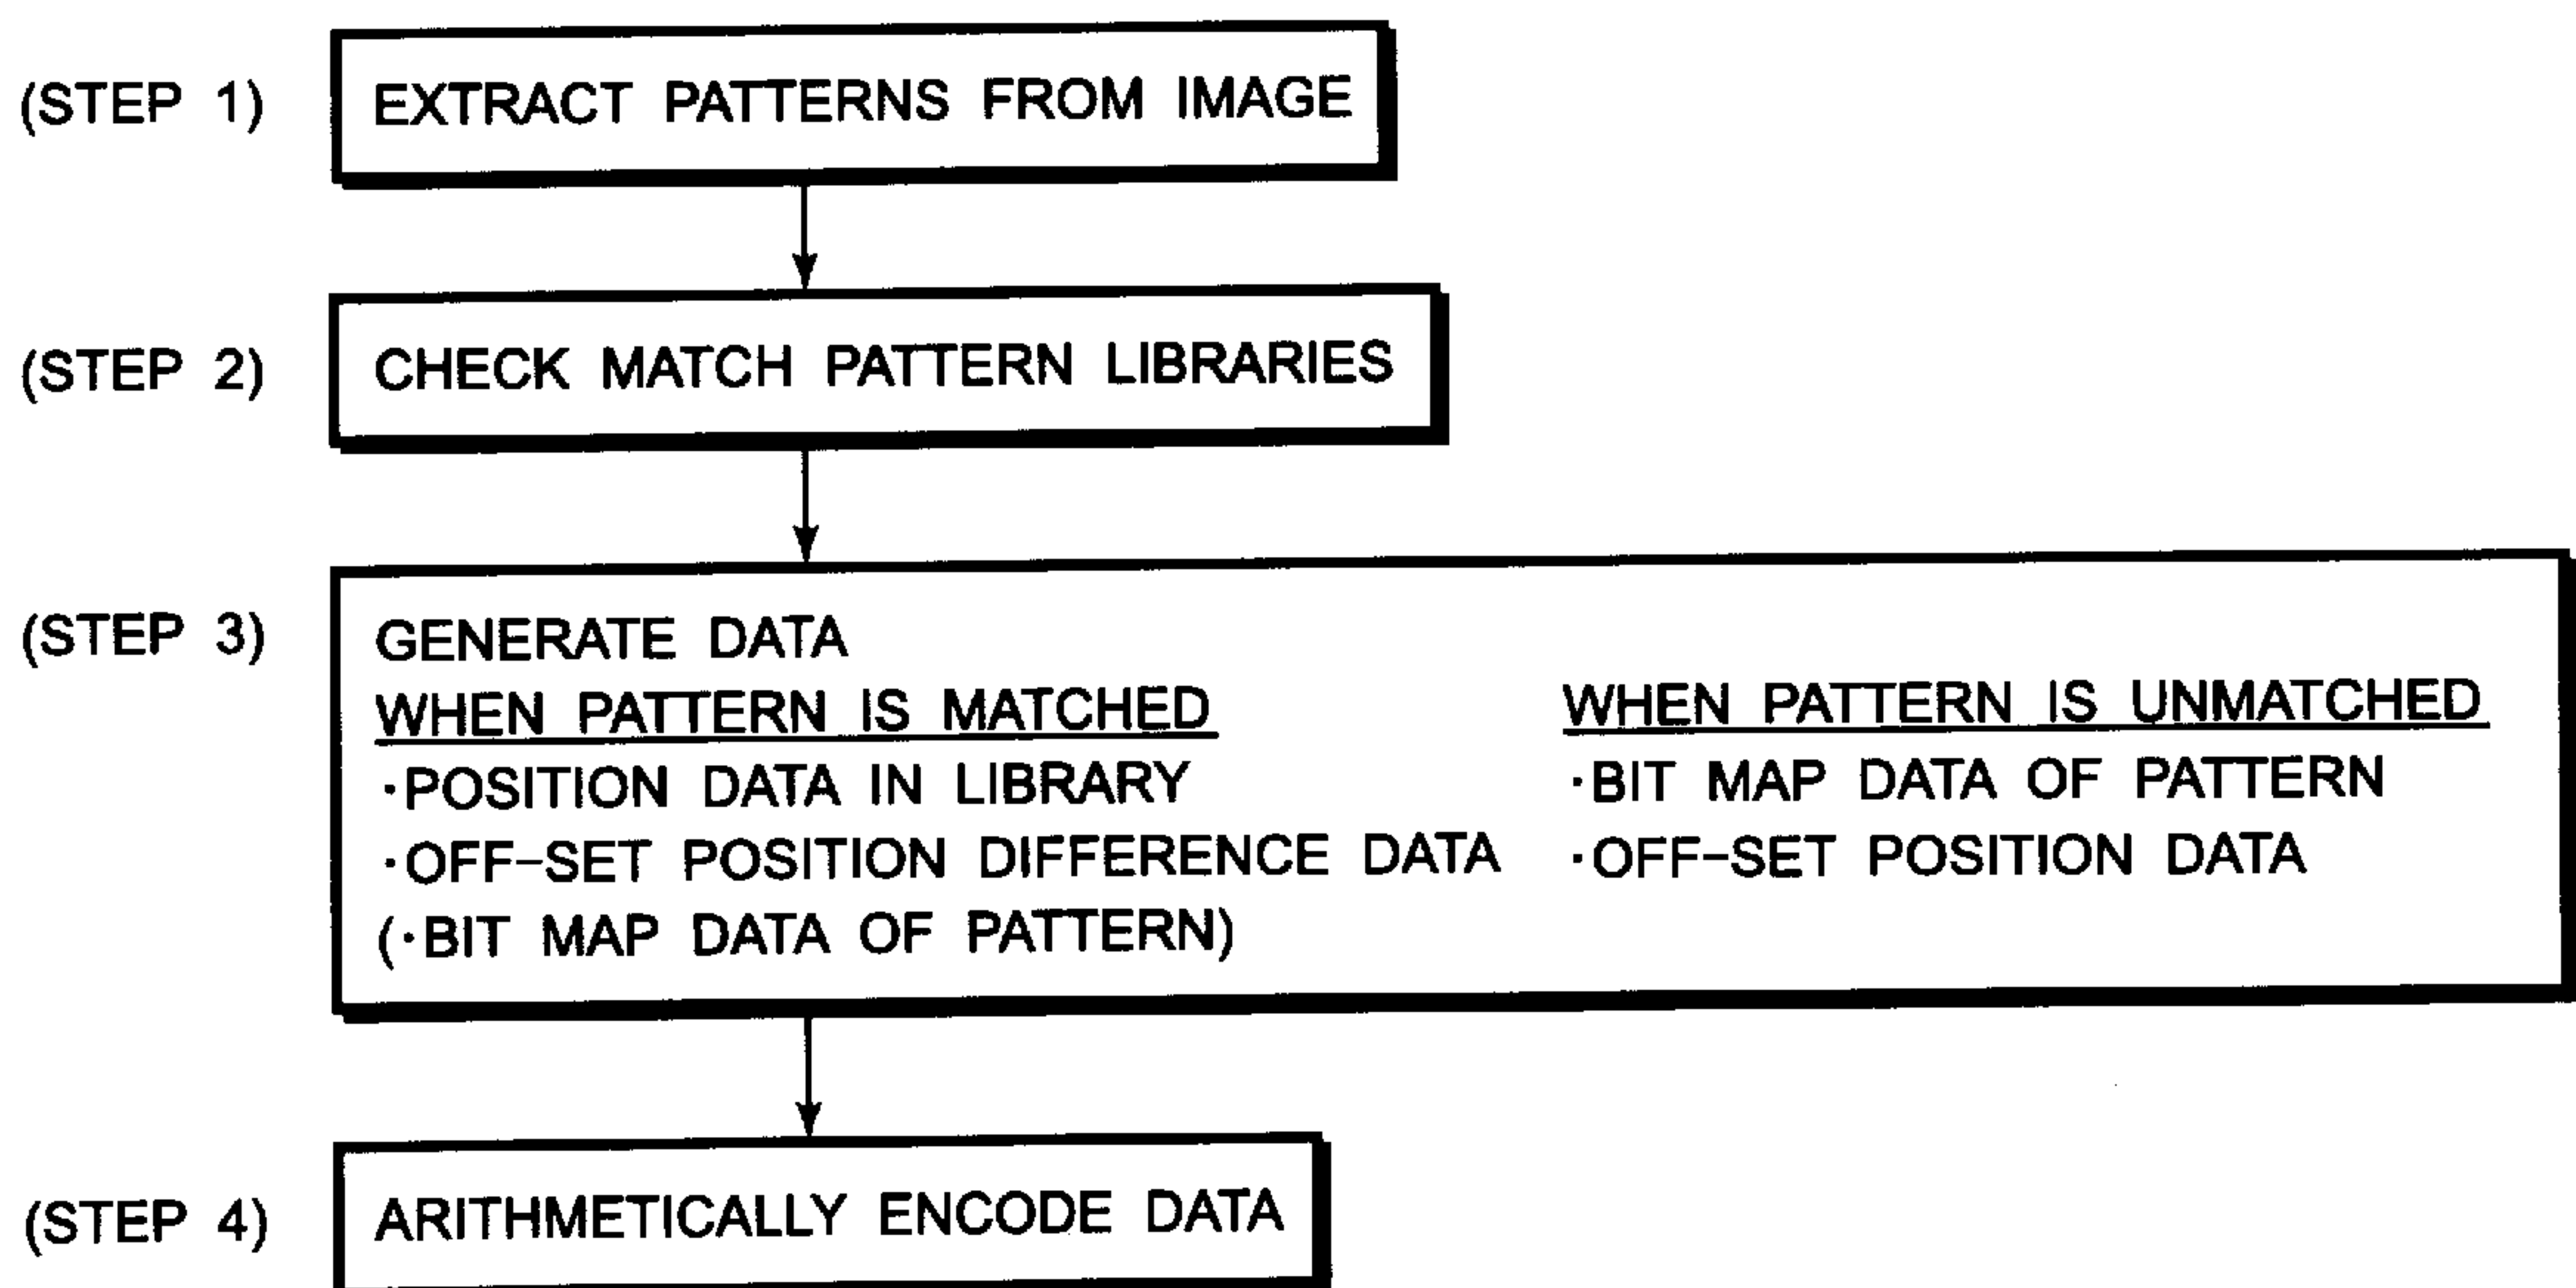 (STEP 1) EXTRACT PATTERNS FROM IMAGE
(STEP 2) CHECK MATCH PATTERN LIBRARIES
(STEP 3) GENERATE DATA
WHEN PATTERN IS MATCHED
·POSITION DATA IN LIBRARY
·OFF-SET POSITION DIFFERENCE DATA
(·BIT MAP DATA OF PATTERN)
WHEN PATTERN IS UNMATCHED
·BIT MAP DATA OF PATTERN
·OFF-SET POSITION DATA
(STEP 4) ARITHMETICALLY ENCODE DATA